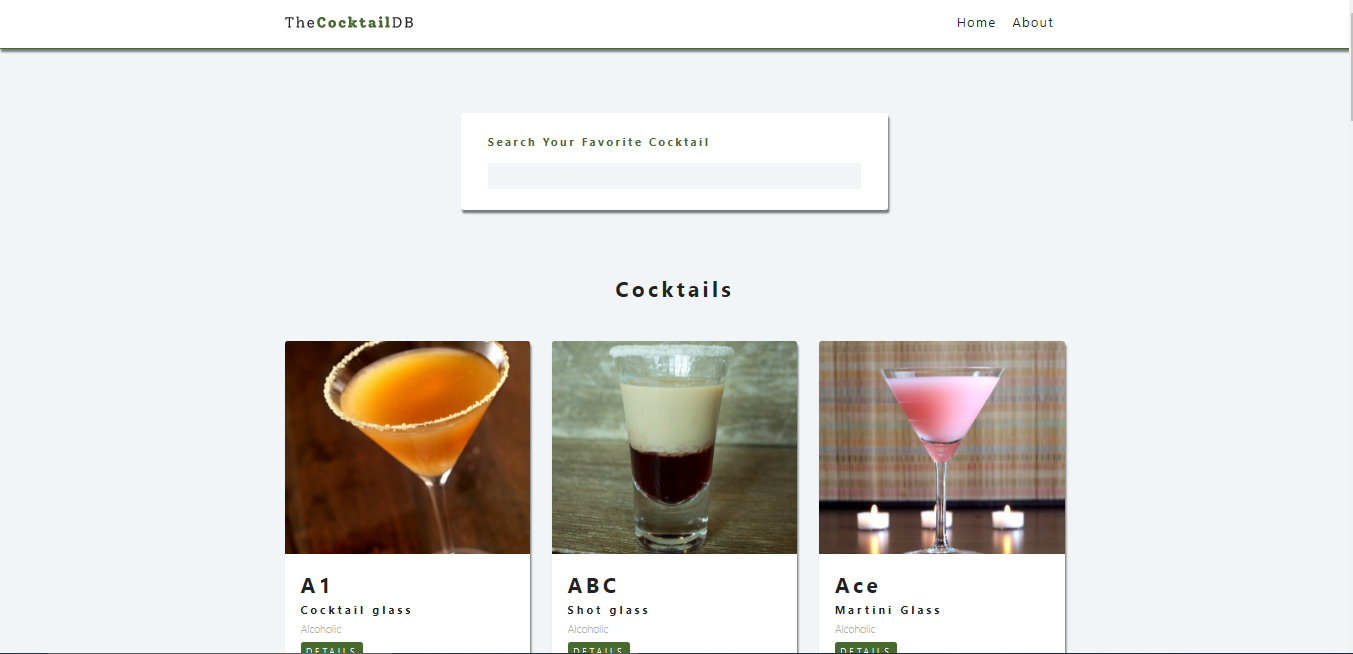 TheCocktailDB
Home About
Search Your Favorite Cocktail
Cocktails
A1
Cocktail glass
Alcoholic
DETAILS
ABC
Shot glass
Alcoholic
DETAILS
Ace
Martini Glass
Alcoholic
DETAILS